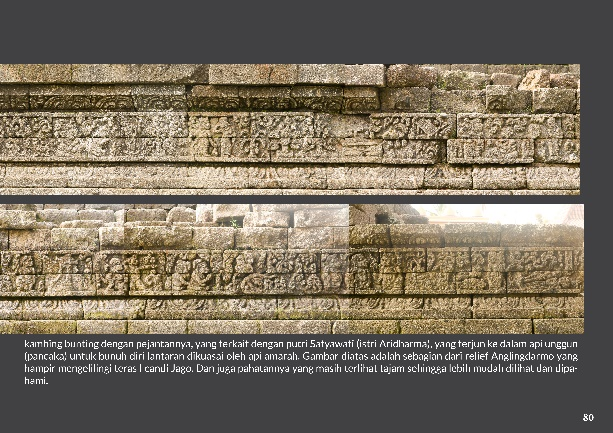 kambing bunting dengan pejantannya, yang terkait dengan putri Satyawati (istri Aridharma), yang terjun ke dalam api unggun
(pancaka) untuk bunuh diri lantaran dikuasai oleh api amarah. Gambar diatas adalah sebagian dari relief Anglingdarmo yang
hampir mengelilingi teras I candi Jago. Dan juga pahatannya yang masih terlihat tajam sehingga lebih mudah dilihat dan dipa-
hami.
80